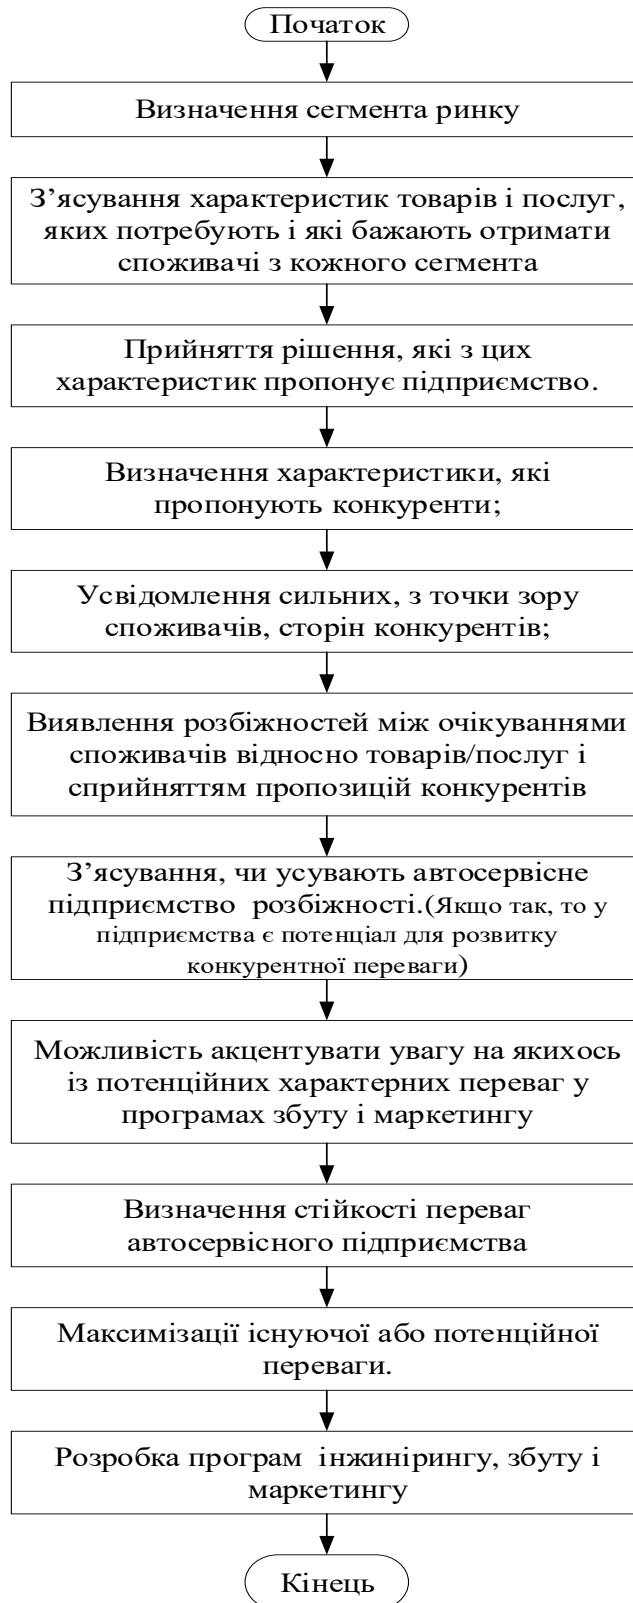 Початок
Визначення сегмента ринку
З’ясування характеристик товарів і послуг,
яких потребують і які бажають отримати
споживачі з кожного сегмента
Прийняття рішення, які з цих
характеристик пропонує підприємство.
Визначення характеристики, які
пропонують конкуренти;
Усвідомлення сильних, з точки зору
споживачів, сторін конкурентів;
Виявлення розбіжностей між очікуваннями
споживачів відносно товарів/послуг і
сприйняттям пропозицій конкурентів
З’ясування, чи усувають автосервісне
підприємство розбіжності.(Якщо так, то у
підприємства є потенціал для розвитку
конкурентної переваги)
Можливість акцентувати увагу на якихось
із потенційних характерних переваг у
програмах збуту і маркетингу
Визначення стійкості переваг
автосервісного підприємства
Максимізації існуючої або потенційної
переваги.
Розробка програм інжинірингу, збуту і
маркетингу
Кінець